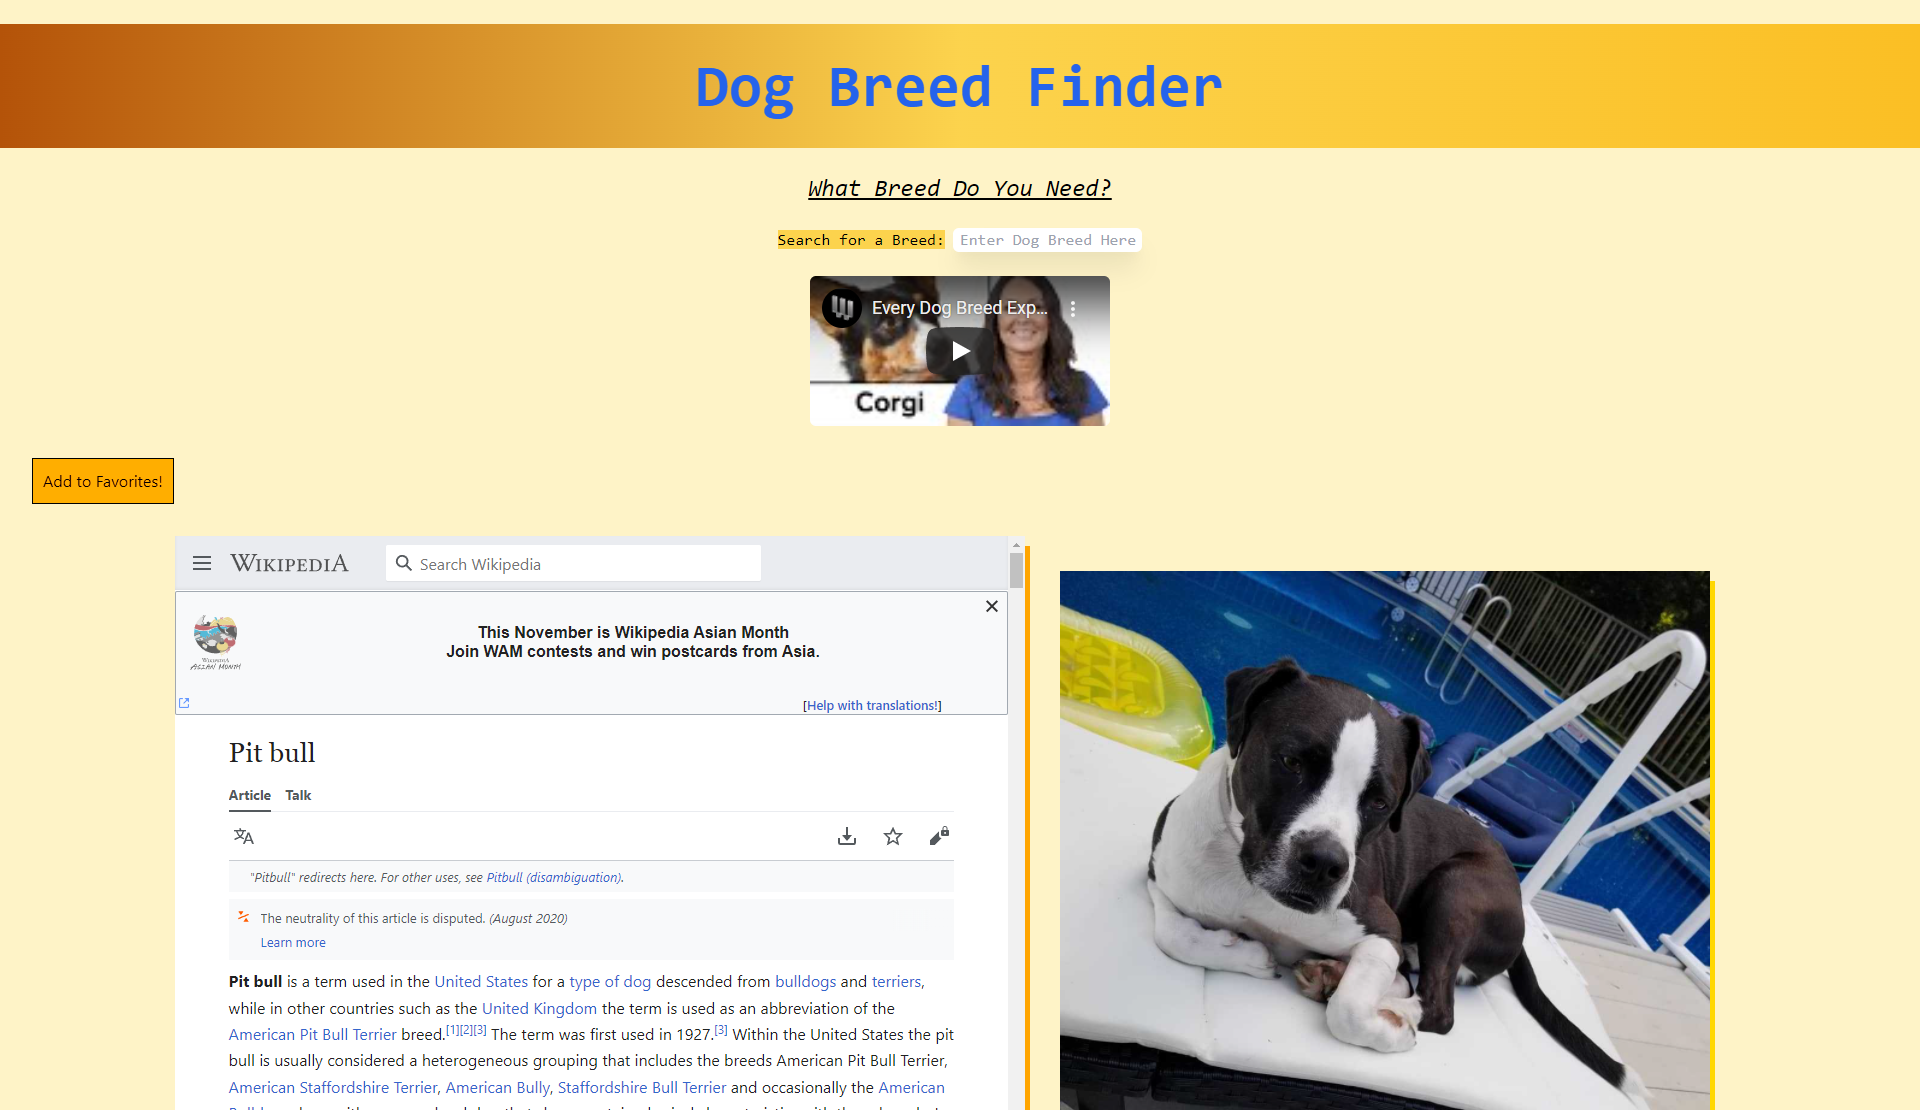 Dog Breed Finder
What Breed Do You Need?
Search for a Breed: Enter Dog Breed Here
Every Dog Breed Exp...
Corgi
Add to Favorites!
WIKIPEDIA
Search Wikipedia
This November is Wikipedia Asian Month
Join WAM contests and win postcards from Asia.
WIKIPEDIA
ASIAN MONTH
[Help with translations!]
Pit bull
Article Talk
"Pitbull" redirects here. For other uses, see Pitbull (disambiguation).
The neutrality of this article is disputed. (August 2020)
Learn more
Pit bull is a term used in the United States for a type of dog descended from bulldogs and terriers,
while in other countries such as the United Kingdom the term is used as an abbreviation of the
American Pit Bull Terrier breed.[1][2][3] The term was first used in 1927.[3] Within the United States the pit
bull is usually considered a heterogeneous grouping that includes the breeds American Pit Bull Terrier,
American Staffordshire Terrier, American Bully, Staffordshire Bull Terrier and occasionally the American